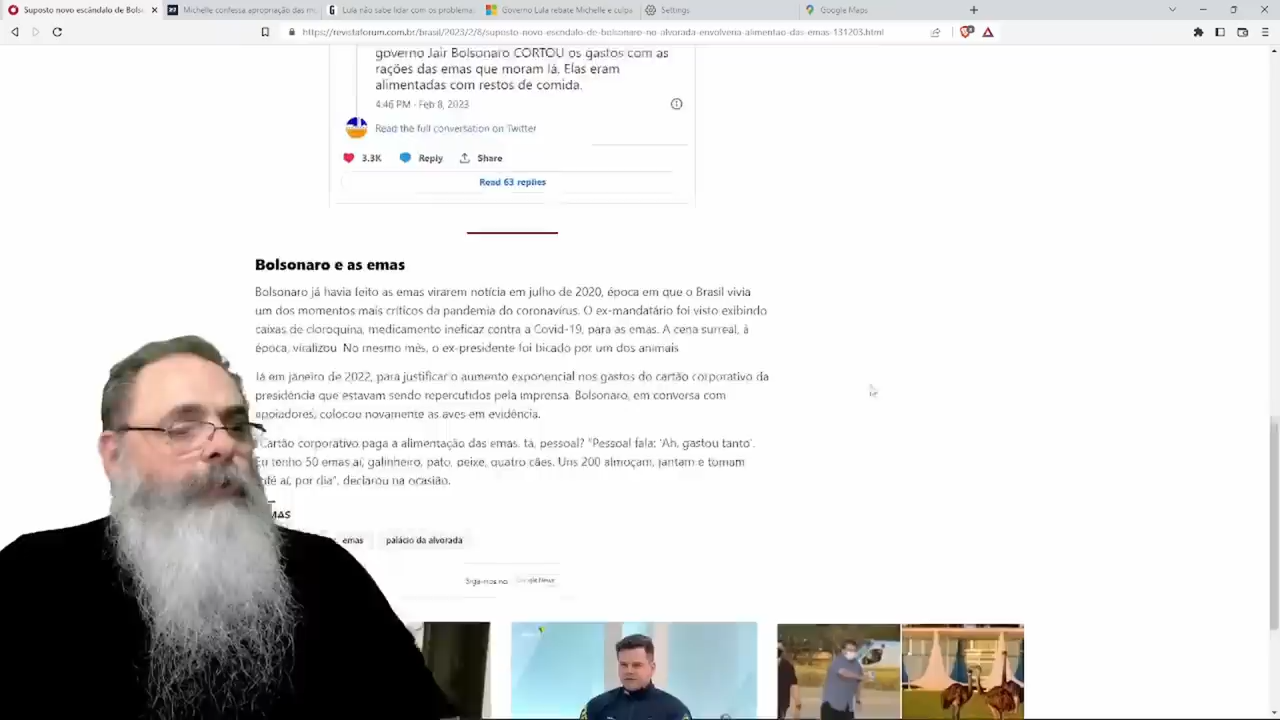 Suposto novo escândalo de Bols
Michelle confessa apropriação das m
Lula não sabe lidar com os problema
Governo Lula rebate Michelle e culpa
Settings
Google Maps
https://revistaforum.com.br/brasil/2023/2/8/suposto-novo-escndalo-de-bolsonaro-no-alvorada-envolveria-alimentao-das-emas-131203.html
governo Jair Bolsonaro CORTOU os gastos com as
rações das emas que moram lá. Elas eram
alimentadas com restos de comida.
4:46 PM · Feb 8, 2023
Read the full conversation on Twitter
3.3K Reply Share
Read 63 replies
Bolsonaro e as emas
Bolsonaro já havia feito as emas virarem notícia em julho de 2020, época em que o Brasil vivia
um dos momentos mais críticos da pandemia do coronavírus. O ex-mandatário foi visto exibindo
caixas de cloroquina, medicamento ineficaz contra a Covid-19, para as emas. A cena surreal, à
época, viralizou. No mesmo mês, o ex-presidente foi bicado por um dos animais
Já em janeiro de 2022, para justificar o aumento exponencial nos gastos do cartão corporativo da
presidência que estavam sendo repercutidos pela imprensa. Bolsonaro, em conversa com
apoiadores, colocou novamente as aves em evidência.
"Cartão corporativo paga a alimentação das emas, tá, pessoal? "Pessoal fala: 'Ah, gastou tanto'.
Eu tenho 50 emas aí, galinheiro, pato, peixe, quatro cães. Uns 200 almoçam, jantam e tomam
café aí, por dia", declarou na ocasião.
MAS
emas palácio da alvorada
Siga-nos no Google News